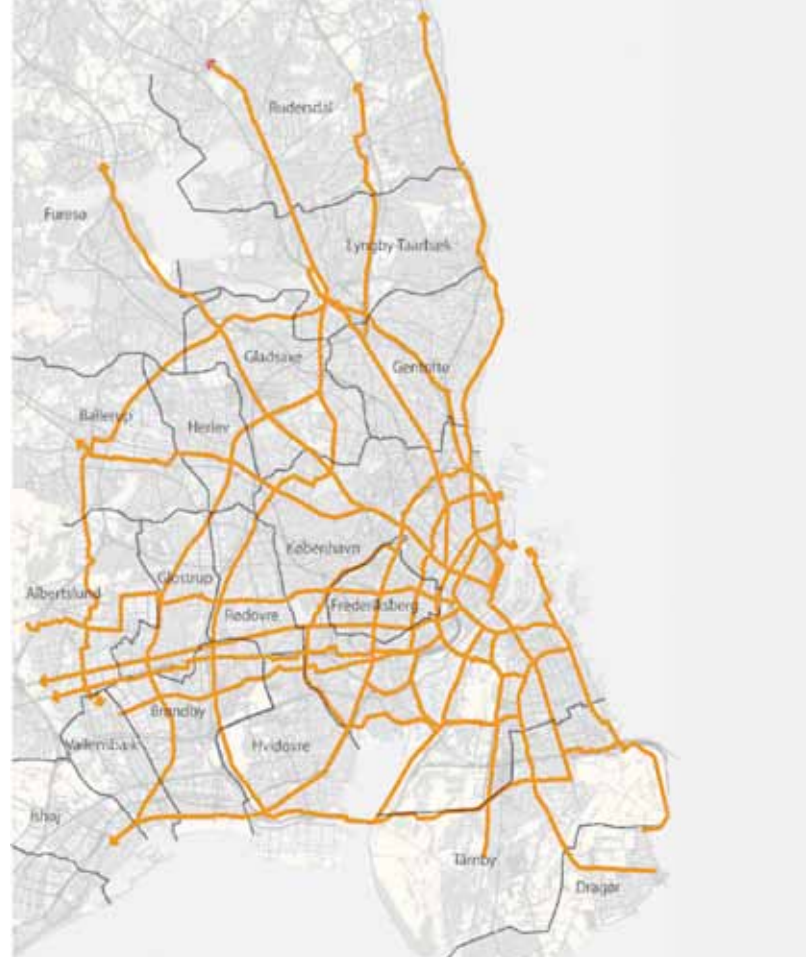 Rudersdal
Furesø
Lyngby-Taarbæk
Gladsaxe
Gentofte
Ballerup
Herlev
København
Glostrup
Albertslund
Frederiksberg
Rødovre
Brøndby
Vallensbæk
Hvidovre
Ishøj
Tårnby
Dragør